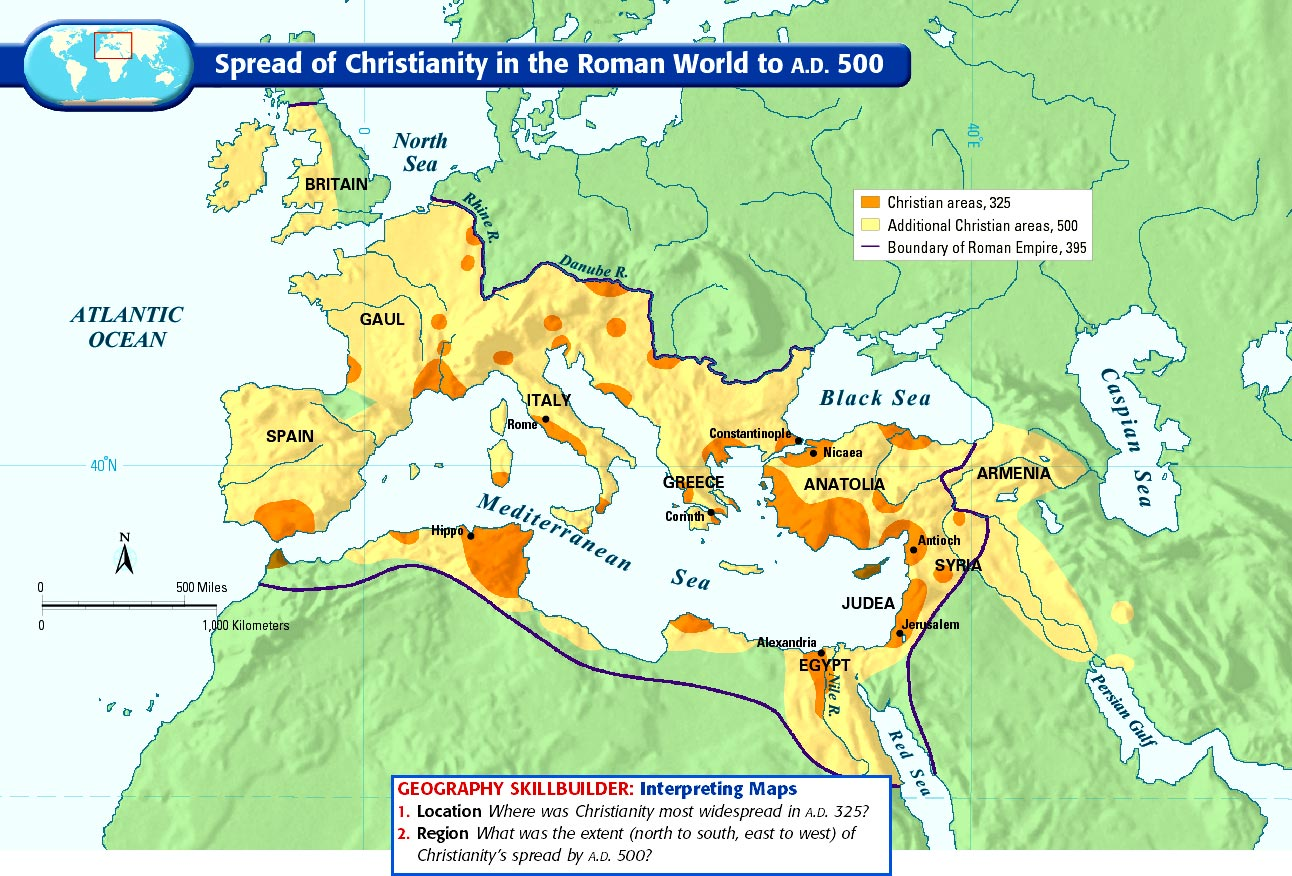 Spread of Christianity in the Roman World to A.D. 500
0°
40°E
North
Sea
BRITAIN
Rhine R.
Christian areas, 325
Additional Christian areas, 500
Boundary of Roman Empire, 395
Danube R.
ATLANTIC
OCEAN
GAUL
Black Sea
Caspian Sea
ITALY
Rome
SPAIN
Constantinople
Nicaea
40°N
GREECE
ANATOLIA
ARMENIA
Mediterranean Sea
Corinth
Hippo
Antioch
SYRIA
N
0
500 Miles
0
1,000 Kilometers
JUDEA
Jerusalem
Alexandria
EGYPT
Nile R.
Red Sea
Persian Gulf
GEOGRAPHY SKILLBUILDER: Interpreting Maps
1. Location Where was Christianity most widespread in A.D. 325?
2. Region What was the extent (north to south, east to west) of
Christianity's spread by A.D. 500?